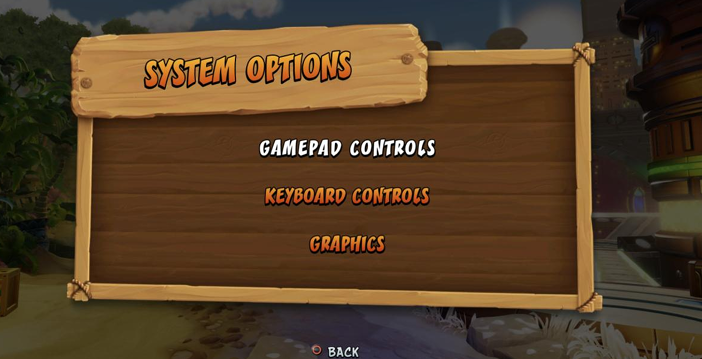 SYSTEM OPTIONS
GAMEPAD CONTROLS
KEYBOARD CONTROLS
GRAPHICS
BACK